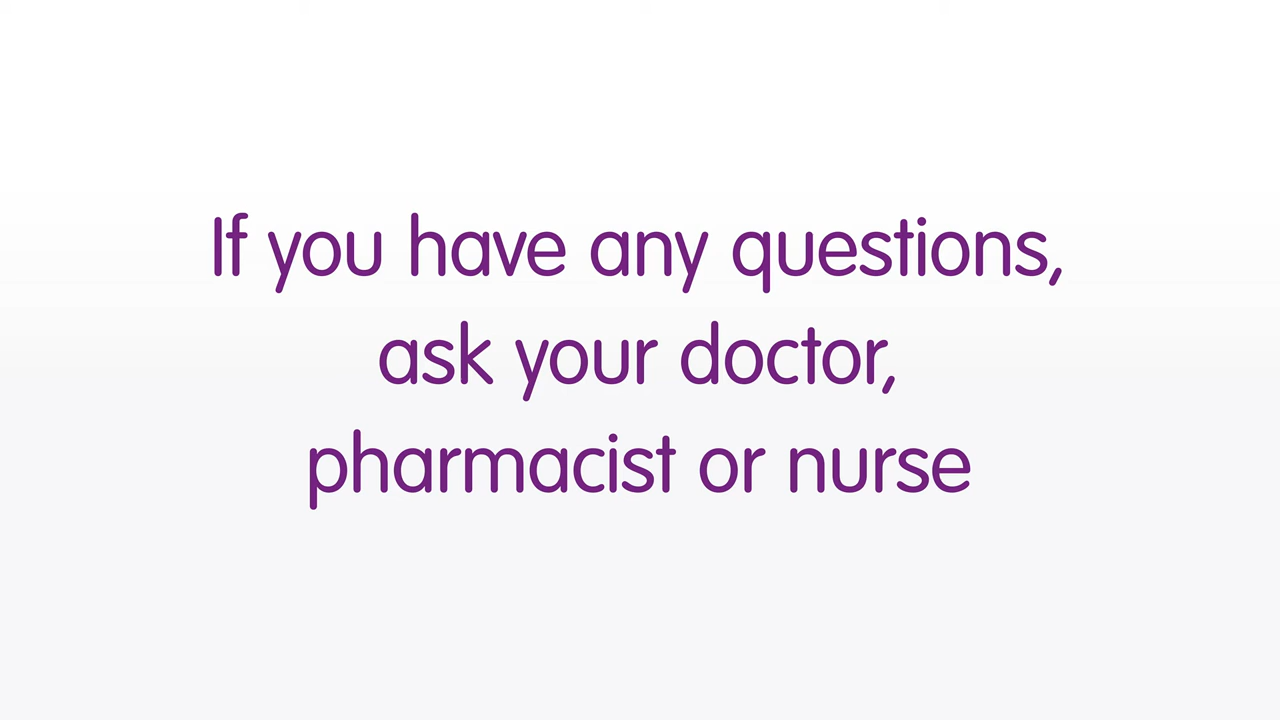 If you have any questions,
ask your doctor,
pharmacist or nurse